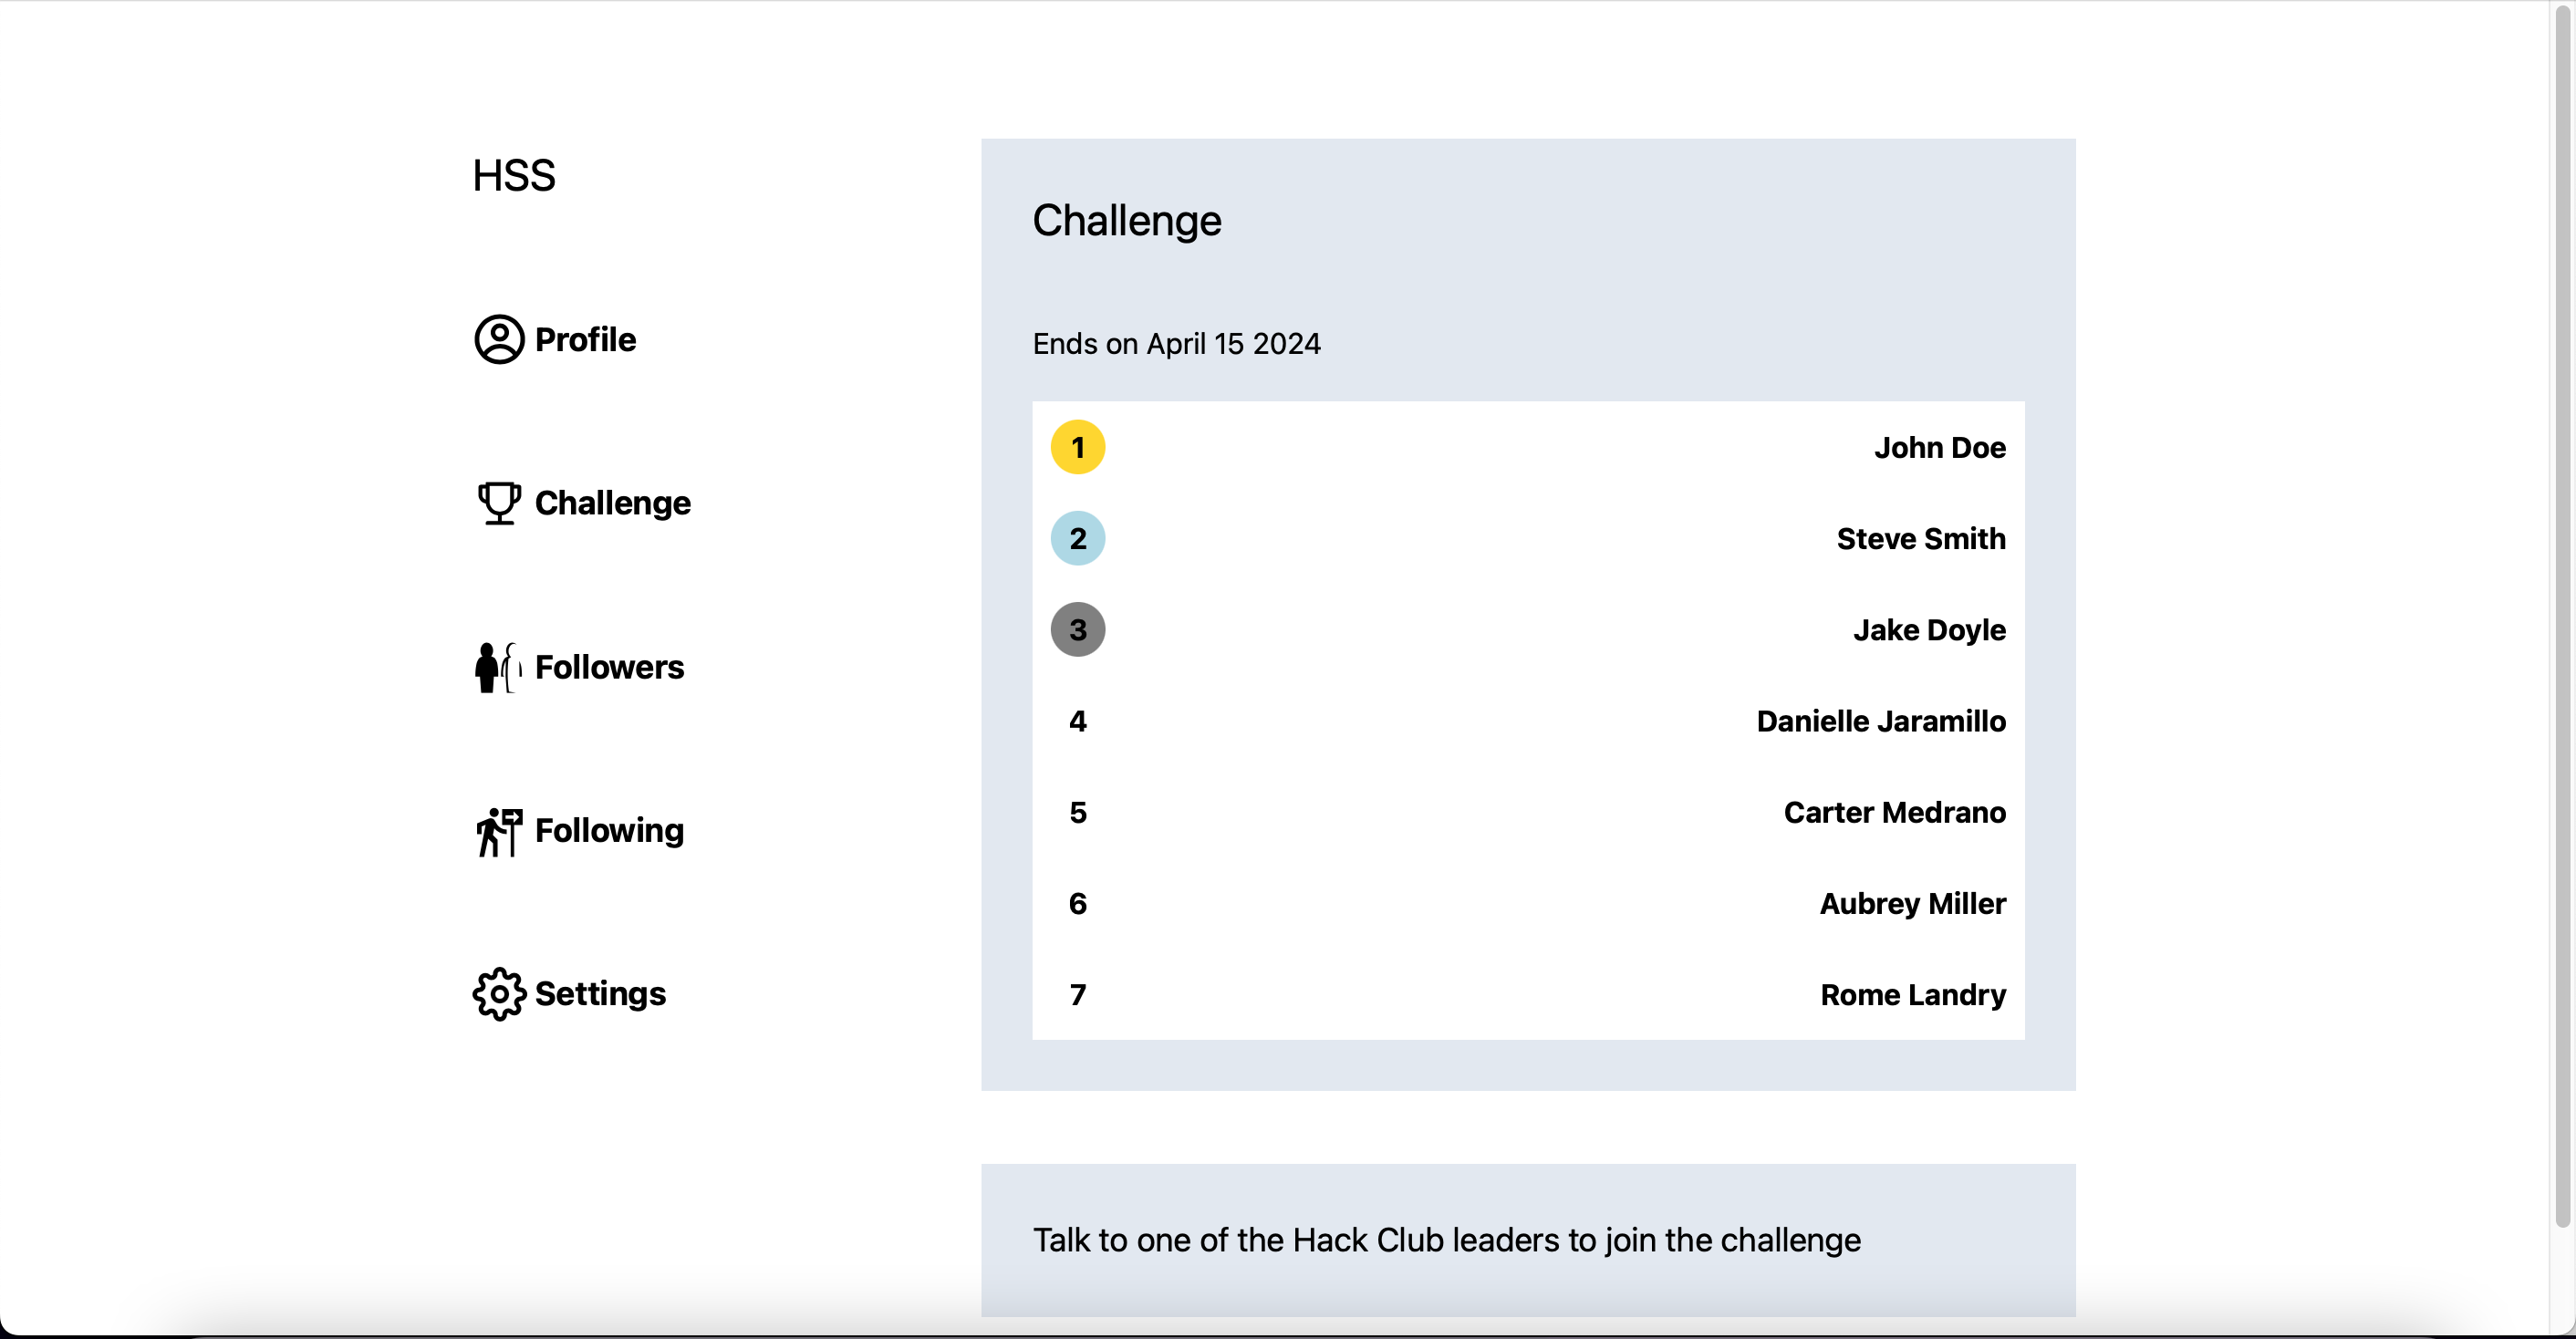 HSS
Profile
Challenge
Followers
Following
Settings
Challenge
Ends on April 15 2024
1 John Doe
2 Steve Smith
3 Jake Doyle
4 Danielle Jaramillo
5 Carter Medrano
6 Aubrey Miller
7 Rome Landry
Talk to one of the Hack Club leaders to join the challenge